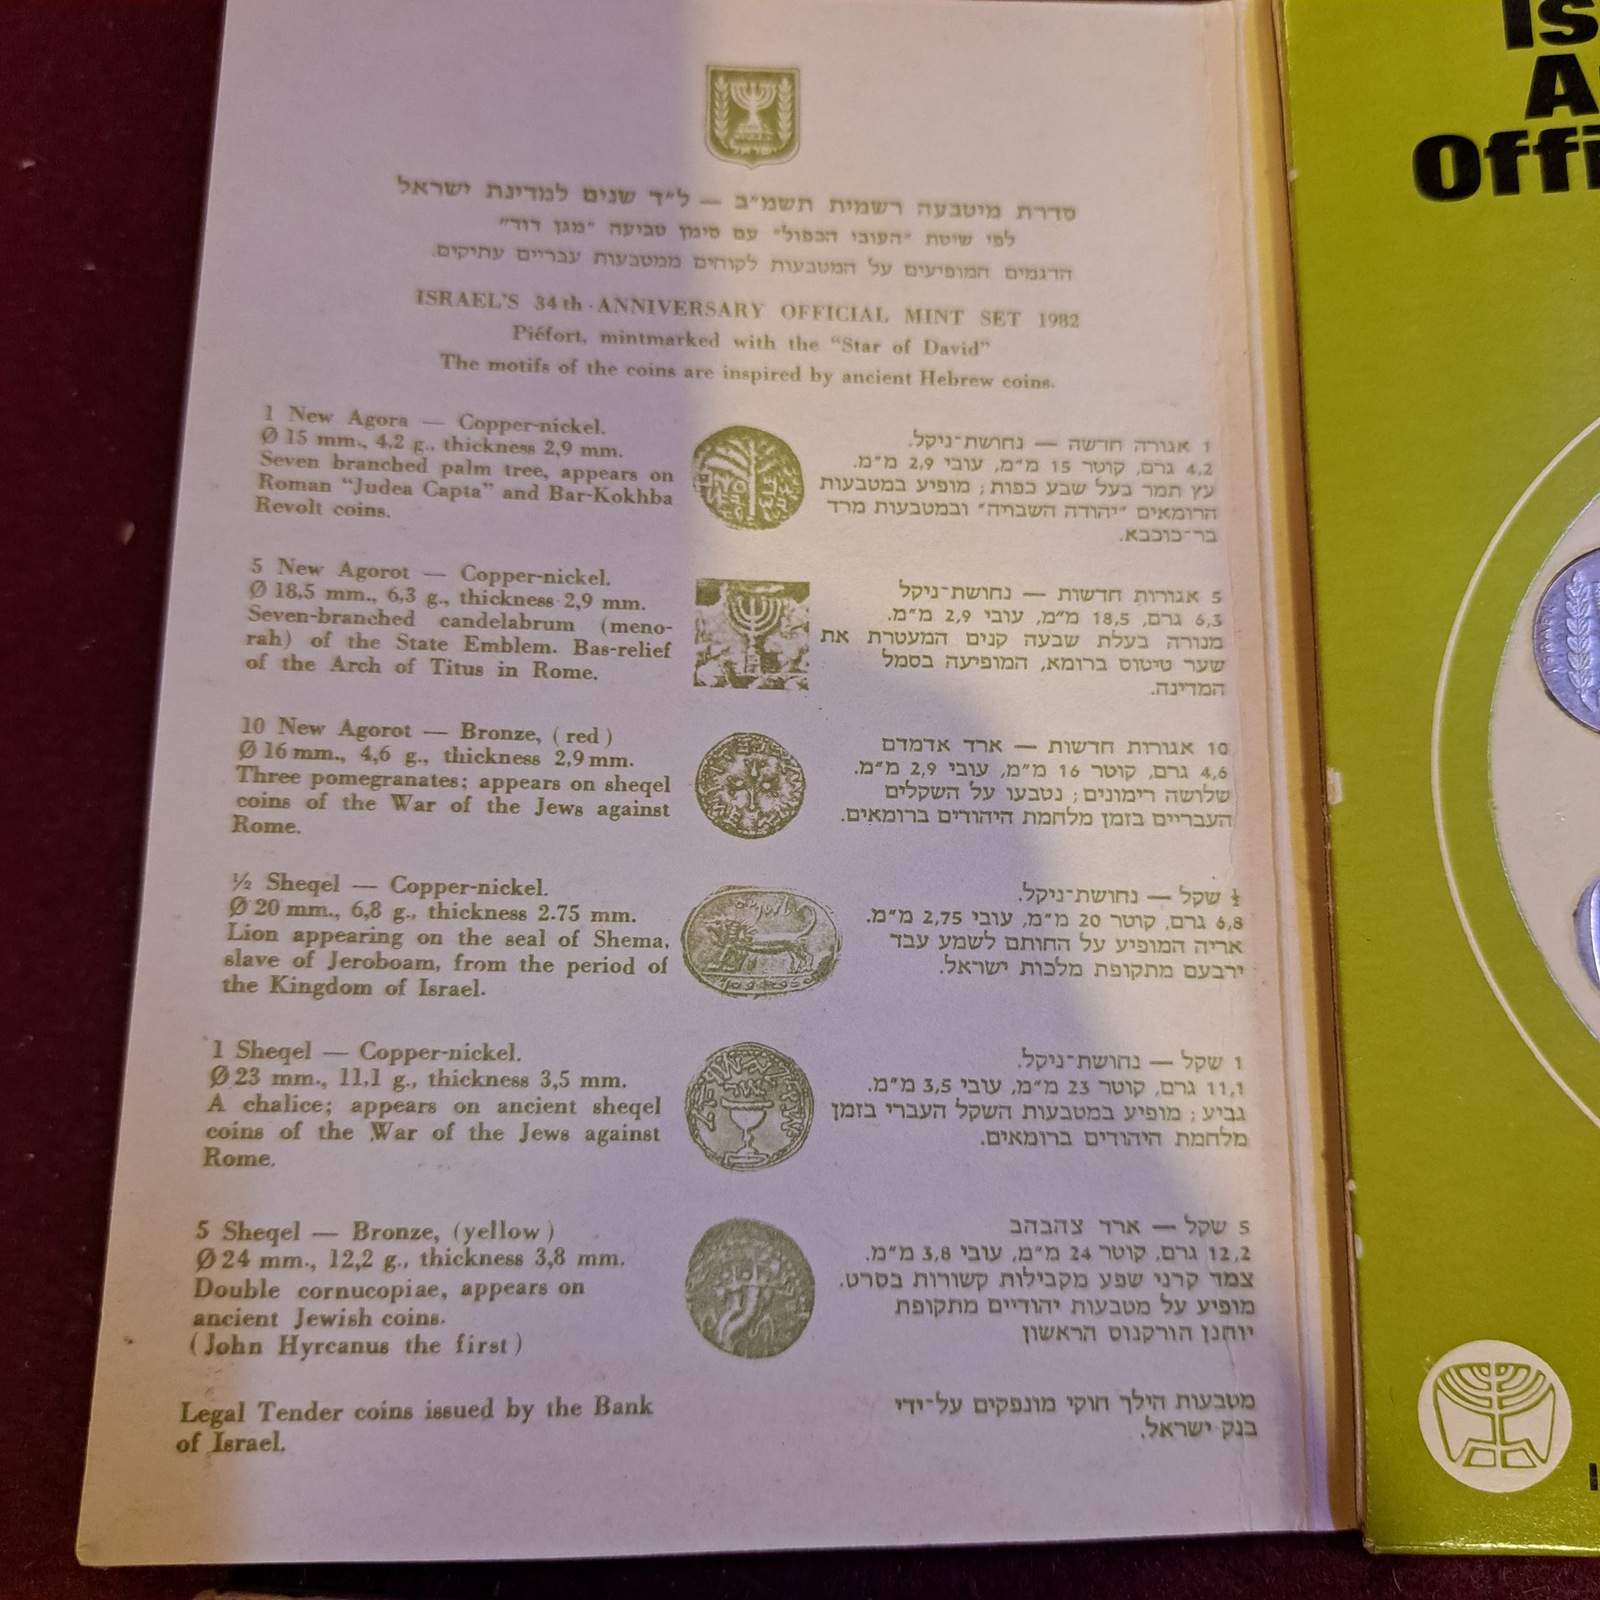 ישראל
סדרת מיטבעה רשמית תשמ״ב — ל״ד שנים למדינת ישראל
לפי שיטת ״העובי הכפול״ עם סימן טביעה ״מגן דוד״
הדגמים המופיעים על המטבעות לקוחים ממטבעות עבריים עתיקים.
ISRAEL'S 34th ANNIVERSARY OFFICIAL MINT SET 1982
Piéfort, mintmarked with the “Star of David”
The motifs of the coins are inspired by ancient Hebrew coins.
1 New Agora — Copper-nickel.
Ø 15 mm., 4.2 g., thickness 2,9 mm.
Seven branched palm tree, appears on
Roman “Judea Capta” and Bar-Kokhba
Revolt coins.
1 אגורה חדשה — נחושת־ניקל.
4,2 גרם, קוטר 15 מ״מ, עובי 2,9 מ״מ.
עץ תמר בעל שבע כפות; מופיע במטבעות
הרומאים ״יהודה השבויה״ ובמטבעות מרד
בר־כוכבא.
5 New Agorot — Copper-nickel.
Ø 18,5 mm., 6,3 g., thickness 2,9 mm.
Seven-branched candelabrum (meno-
rah) of the State Emblem. Bas-relief
of the Arch of Titus in Rome.
5 אגורות חדשות — נחושת־ניקל
6,3 גרם, 18,5 מ״מ, עובי 2,9 מ״מ.
מנורה בעלת שבעה קנים המעטרת את
שער טיטוס ברומא, המופיעה בסמל
המדינה.
10 New Agorot — Bronze, (red)
Ø 16 mm., 4,6 g., thickness 2,9 mm.
Three pomegranates; appears on sheqel
coins of the War of the Jews against
Rome.
10 אגורות חדשות — ארד אדמדם
4,6 גרם, קוטר 16 מ״מ, עובי 2,9 מ״מ.
שלושה רימונים; נטבעו על השקלים
העבריים בזמן מלחמת היהודים ברומאים.
½ Sheqel — Copper-nickel.
Ø 20 mm., 6,8 g., thickness 2.75 mm.
Lion appearing on the seal of Shema,
slave of Jeroboam, from the period of
the Kingdom of Israel.
½ שקל — נחושת־ניקל.
6,8 גרם, קוטר 20 מ״מ, עובי 2,75 מ״מ.
אריה המופיע על החותם לשמע עבד
ירבעם מתקופת מלכות ישראל.
1 Sheqel — Copper-nickel.
Ø 23 mm., 11,1 g., thickness 3,5 mm.
A chalice; appears on ancient sheqel
coins of the War of the Jews against
Rome.
1 שקל — נחושת־ניקל.
11,1 גרם, קוטר 23 מ״מ, עובי 3,5 מ״מ.
גביע; מופיע במטבעות השקל העברי בזמן
מלחמת היהודים ברומאים.
5 Sheqel — Bronze, (yellow)
Ø 24 mm., 12,2 g., thickness 3,8 mm.
Double cornucopiae, appears on
ancient Jewish coins.
(John Hyrcanus the first)
5 שקל — ארד צהבהב
12,2 גרם, קוטר 24 מ״מ, עובי 3,8 מ״מ.
צמד קרני שפע מקבילות קשורות בסרט.
מופיע על מטבעות יהודיים מתקופת
יוחנן הורקנוס הראשון
Legal Tender coins issued by the Bank
of Israel.
מטבעות הילך חוקי מונפקים על־ידי
בנק ישראל.
Is
A
Offi
ISRAEL